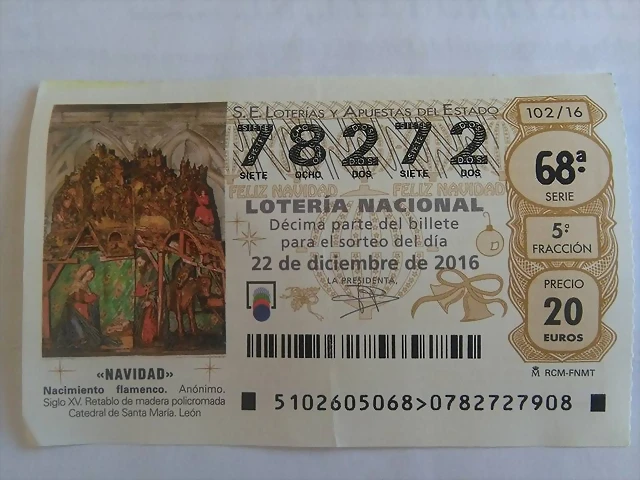 S.E. LOTERÍAS Y APUESTAS DEL ESTADO
102/16
78272
SIETE OCHO DOS SIETE DOS
FELIZ NAVIDAD FELIZ NAVIDAD
LOTERÍA NACIONAL
Décima parte del billete
para el sorteo del día
22 de diciembre de 2016
LA PRESIDENTA,
68ª
SERIE
5ª
FRACCIÓN
PRECIO
20
EUROS
RCM-FNMT
«NAVIDAD»
Nacimiento flamenco. Anónimo.
Siglo XV. Retablo de madera policromada
Catedral de Santa María. León
5102605068>0782727908